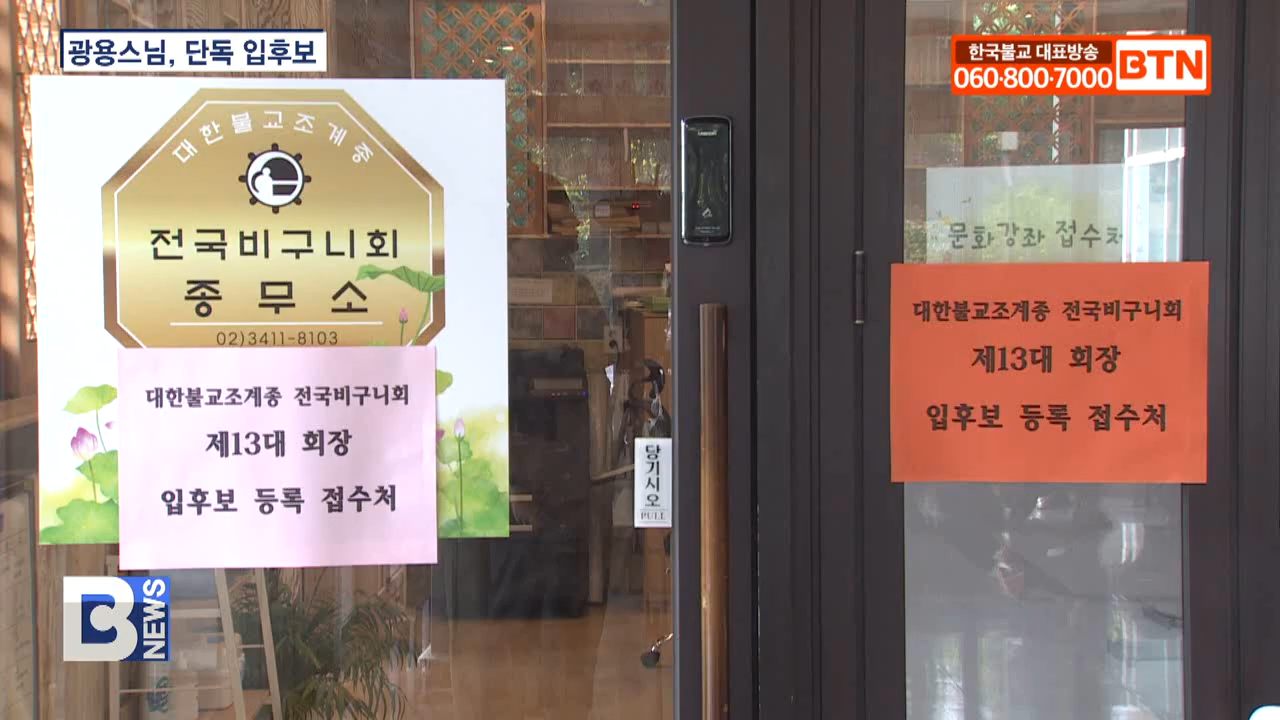 광용스님, 단독 입후보
한국불교 대표방송
060·800·7000
BTN
대한불교조계종
전국비구니회
종무소
02)3411-8103
대한불교조계종 전국비구니회
제13대 회장
입후보 등록 접수처
당기시오
PULL
문화강좌 접수처
대한불교조계종 전국비구니회
제13대 회장
입후보 등록 접수처
B NEWS